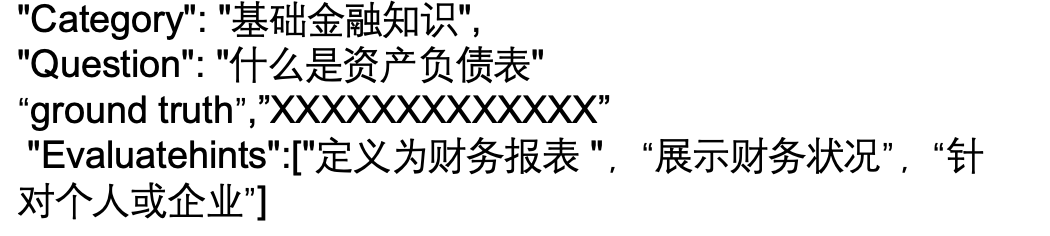 "Category": "基础金融知识",
"Question": "什么是资产负债表"
“ground truth”,”XXXXXXXXXXXXX”
"Evaluatehints":["定义为财务报表 ", “展示财务状况”, “针
对个人或企业”]